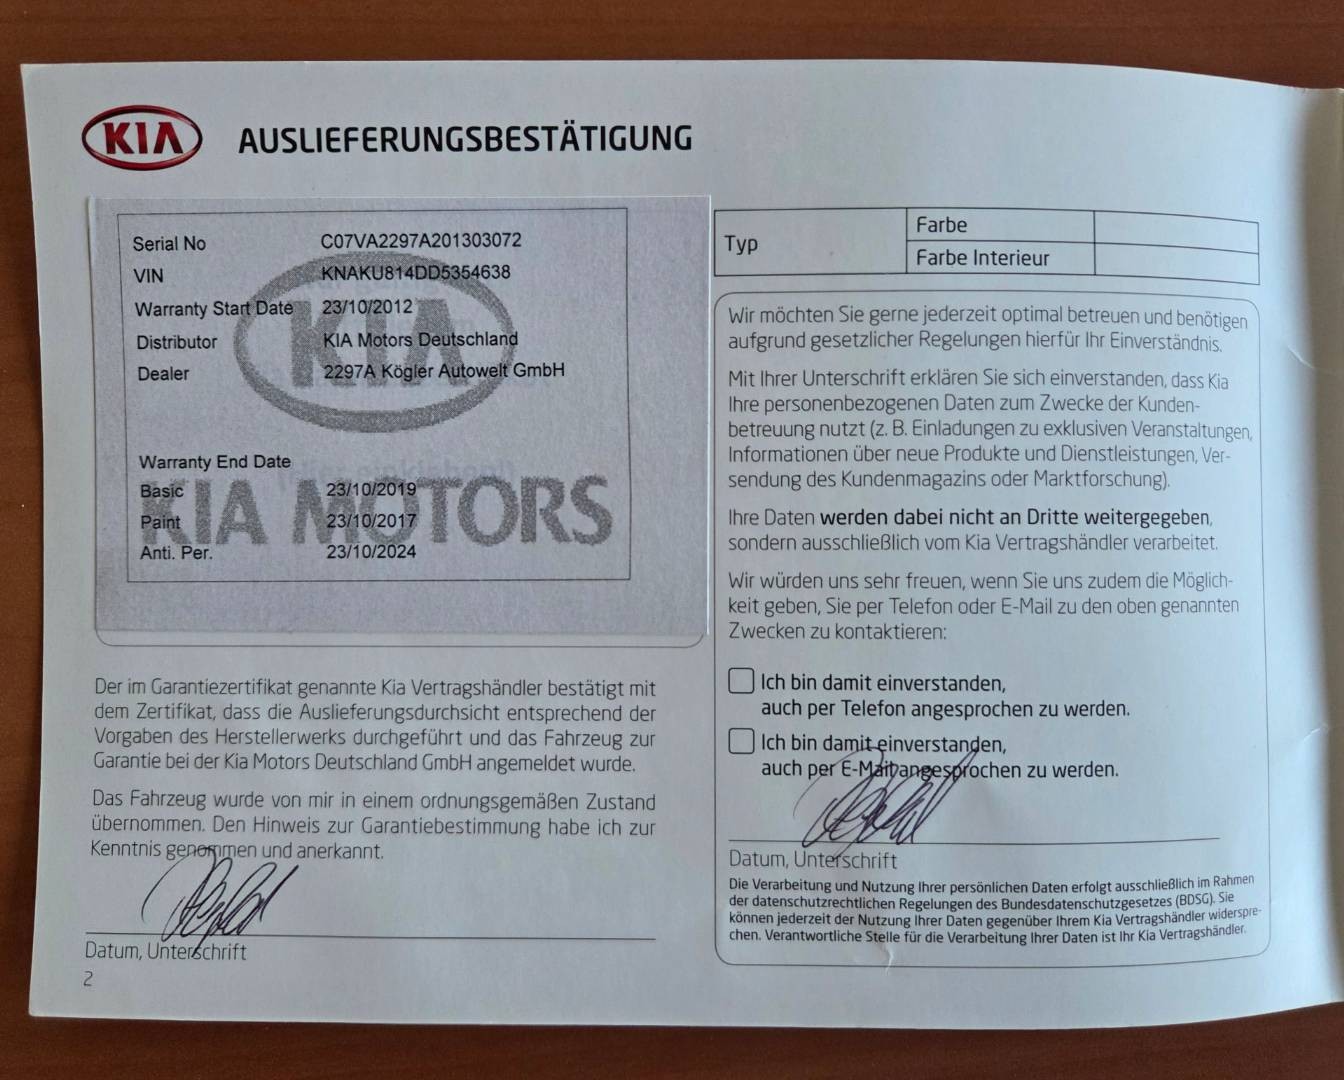 KIA AUSLIEFERUNGSBESTÄTIGUNG
Serial No C07VA2297A201303072
VIN KNAKU814DD5354638
Warranty Start Date 23/10/2012
Distributor KIA Motors Deutschland
Dealer 2297A Kögler Autowelt GmbH
KIA
Warranty End Date
Basic 23/10/2019
Paint 23/10/2017
Anti. Per. 23/10/2024
KIA MOTORS
Der im Garantiezertifikat genannte Kia Vertragshändler bestätigt mit
dem Zertifikat, dass die Auslieferungsdurchsicht entsprechend der
Vorgaben des Herstellerwerks durchgeführt und das Fahrzeug zur
Garantie bei der Kia Motors Deutschland GmbH angemeldet wurde.
Das Fahrzeug wurde von mir in einem ordnungsgemäßen Zustand
übernommen. Den Hinweis zur Garantiebestimmung habe ich zur
Kenntnis genommen und anerkannt.
Datum, Unterschrift
2
Typ
Farbe
Farbe Interieur
Wir möchten Sie gerne jederzeit optimal betreuen und benötigen
aufgrund gesetzlicher Regelungen hierfür Ihr Einverständnis.
Mit Ihrer Unterschrift erklären Sie sich einverstanden, dass Kia
Ihre personenbezogenen Daten zum Zwecke der Kunden-
betreuung nutzt (z. B. Einladungen zu exklusiven Veranstaltungen,
Informationen über neue Produkte und Dienstleistungen, Ver-
sendung des Kundenmagazins oder Marktforschung).
Ihre Daten werden dabei nicht an Dritte weitergegeben,
sondern ausschließlich vom Kia Vertragshändler verarbeitet.
Wir würden uns sehr freuen, wenn Sie uns zudem die Möglich-
keit geben, Sie per Telefon oder E-Mail zu den oben genannten
Zwecken zu kontaktieren:
Ich bin damit einverstanden,
auch per Telefon angesprochen zu werden.
Ich bin damit einverstanden,
auch per E-Mail angesprochen zu werden.
Datum, Unterschrift
Die Verarbeitung und Nutzung Ihrer persönlichen Daten erfolgt ausschließlich im Rahmen
der datenschutzrechtlichen Regelungen des Bundesdatenschutzgesetzes (BDSG). Sie
können jederzeit der Nutzung Ihrer Daten gegenüber Ihrem Kia Vertragshändler widerspre-
chen. Verantwortliche Stelle für die Verarbeitung Ihrer Daten ist Ihr Kia Vertragshändler.